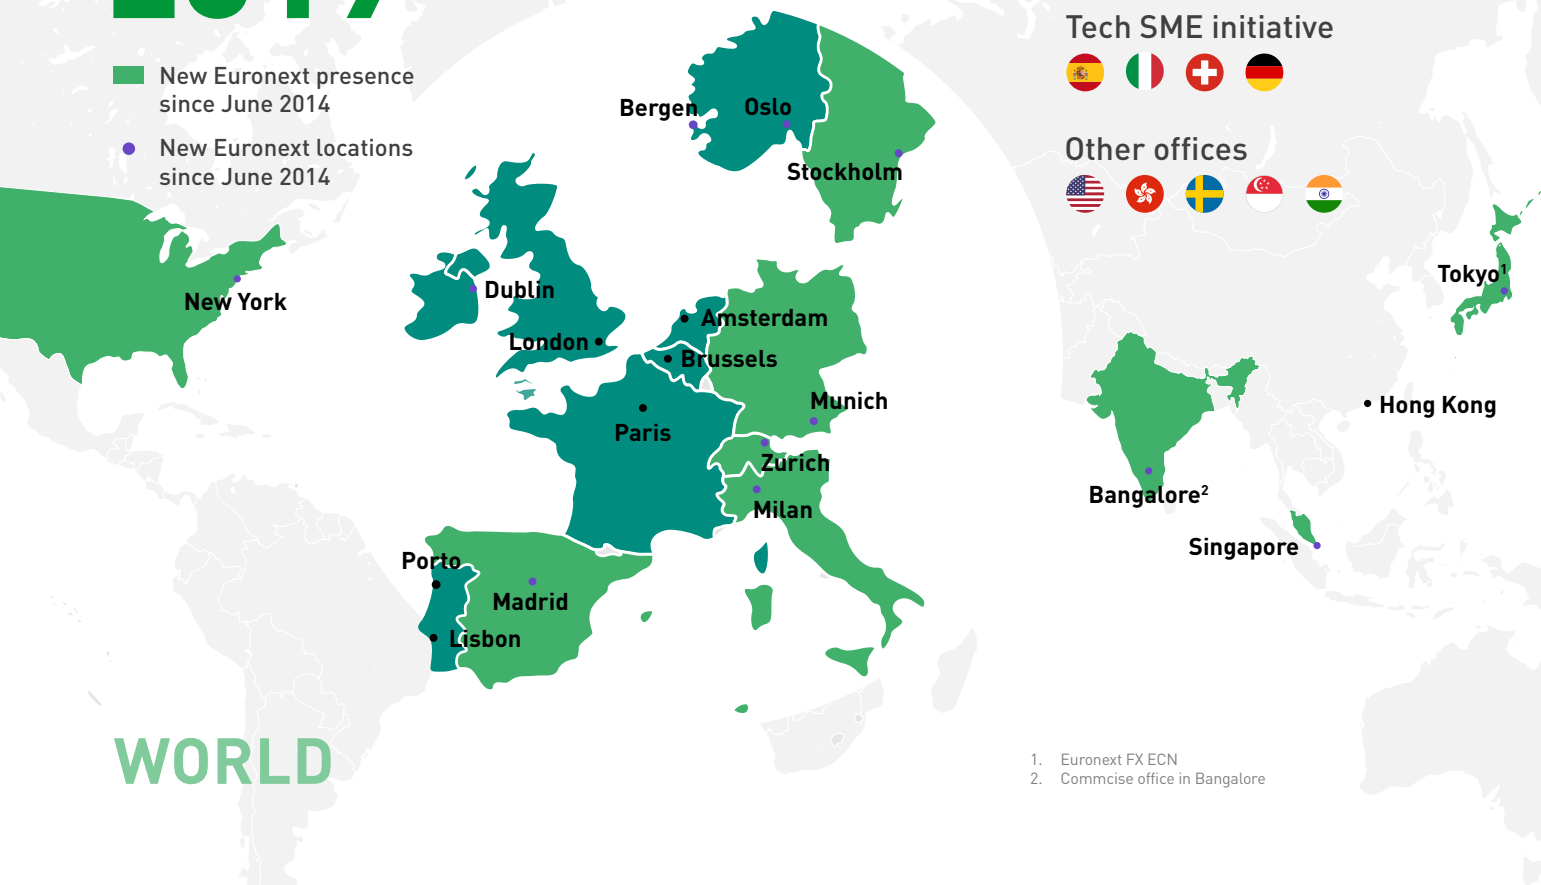 New Euronext presence
since June 2014
New Euronext locations
since June 2014
Tech SME initiative
Other offices
Bergen
Oslo
Stockholm
New York
Dublin
London
Amsterdam
Brussels
Paris
Munich
Zurich
Milan
Porto
Madrid
Lisbon
Tokyo¹
Hong Kong
Bangalore²
Singapore
WORLD
1. Euronext FX ECN
2. Commcise office in Bangalore